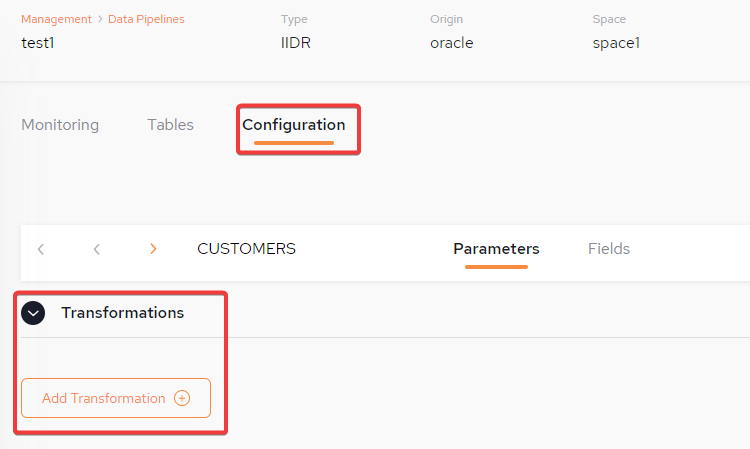 Management > Data Pipelines Type Origin Space
test1 IIDR oracle space1
Monitoring Tables Configuration
CUSTOMERS Parameters Fields
Transformations
Add Transformation